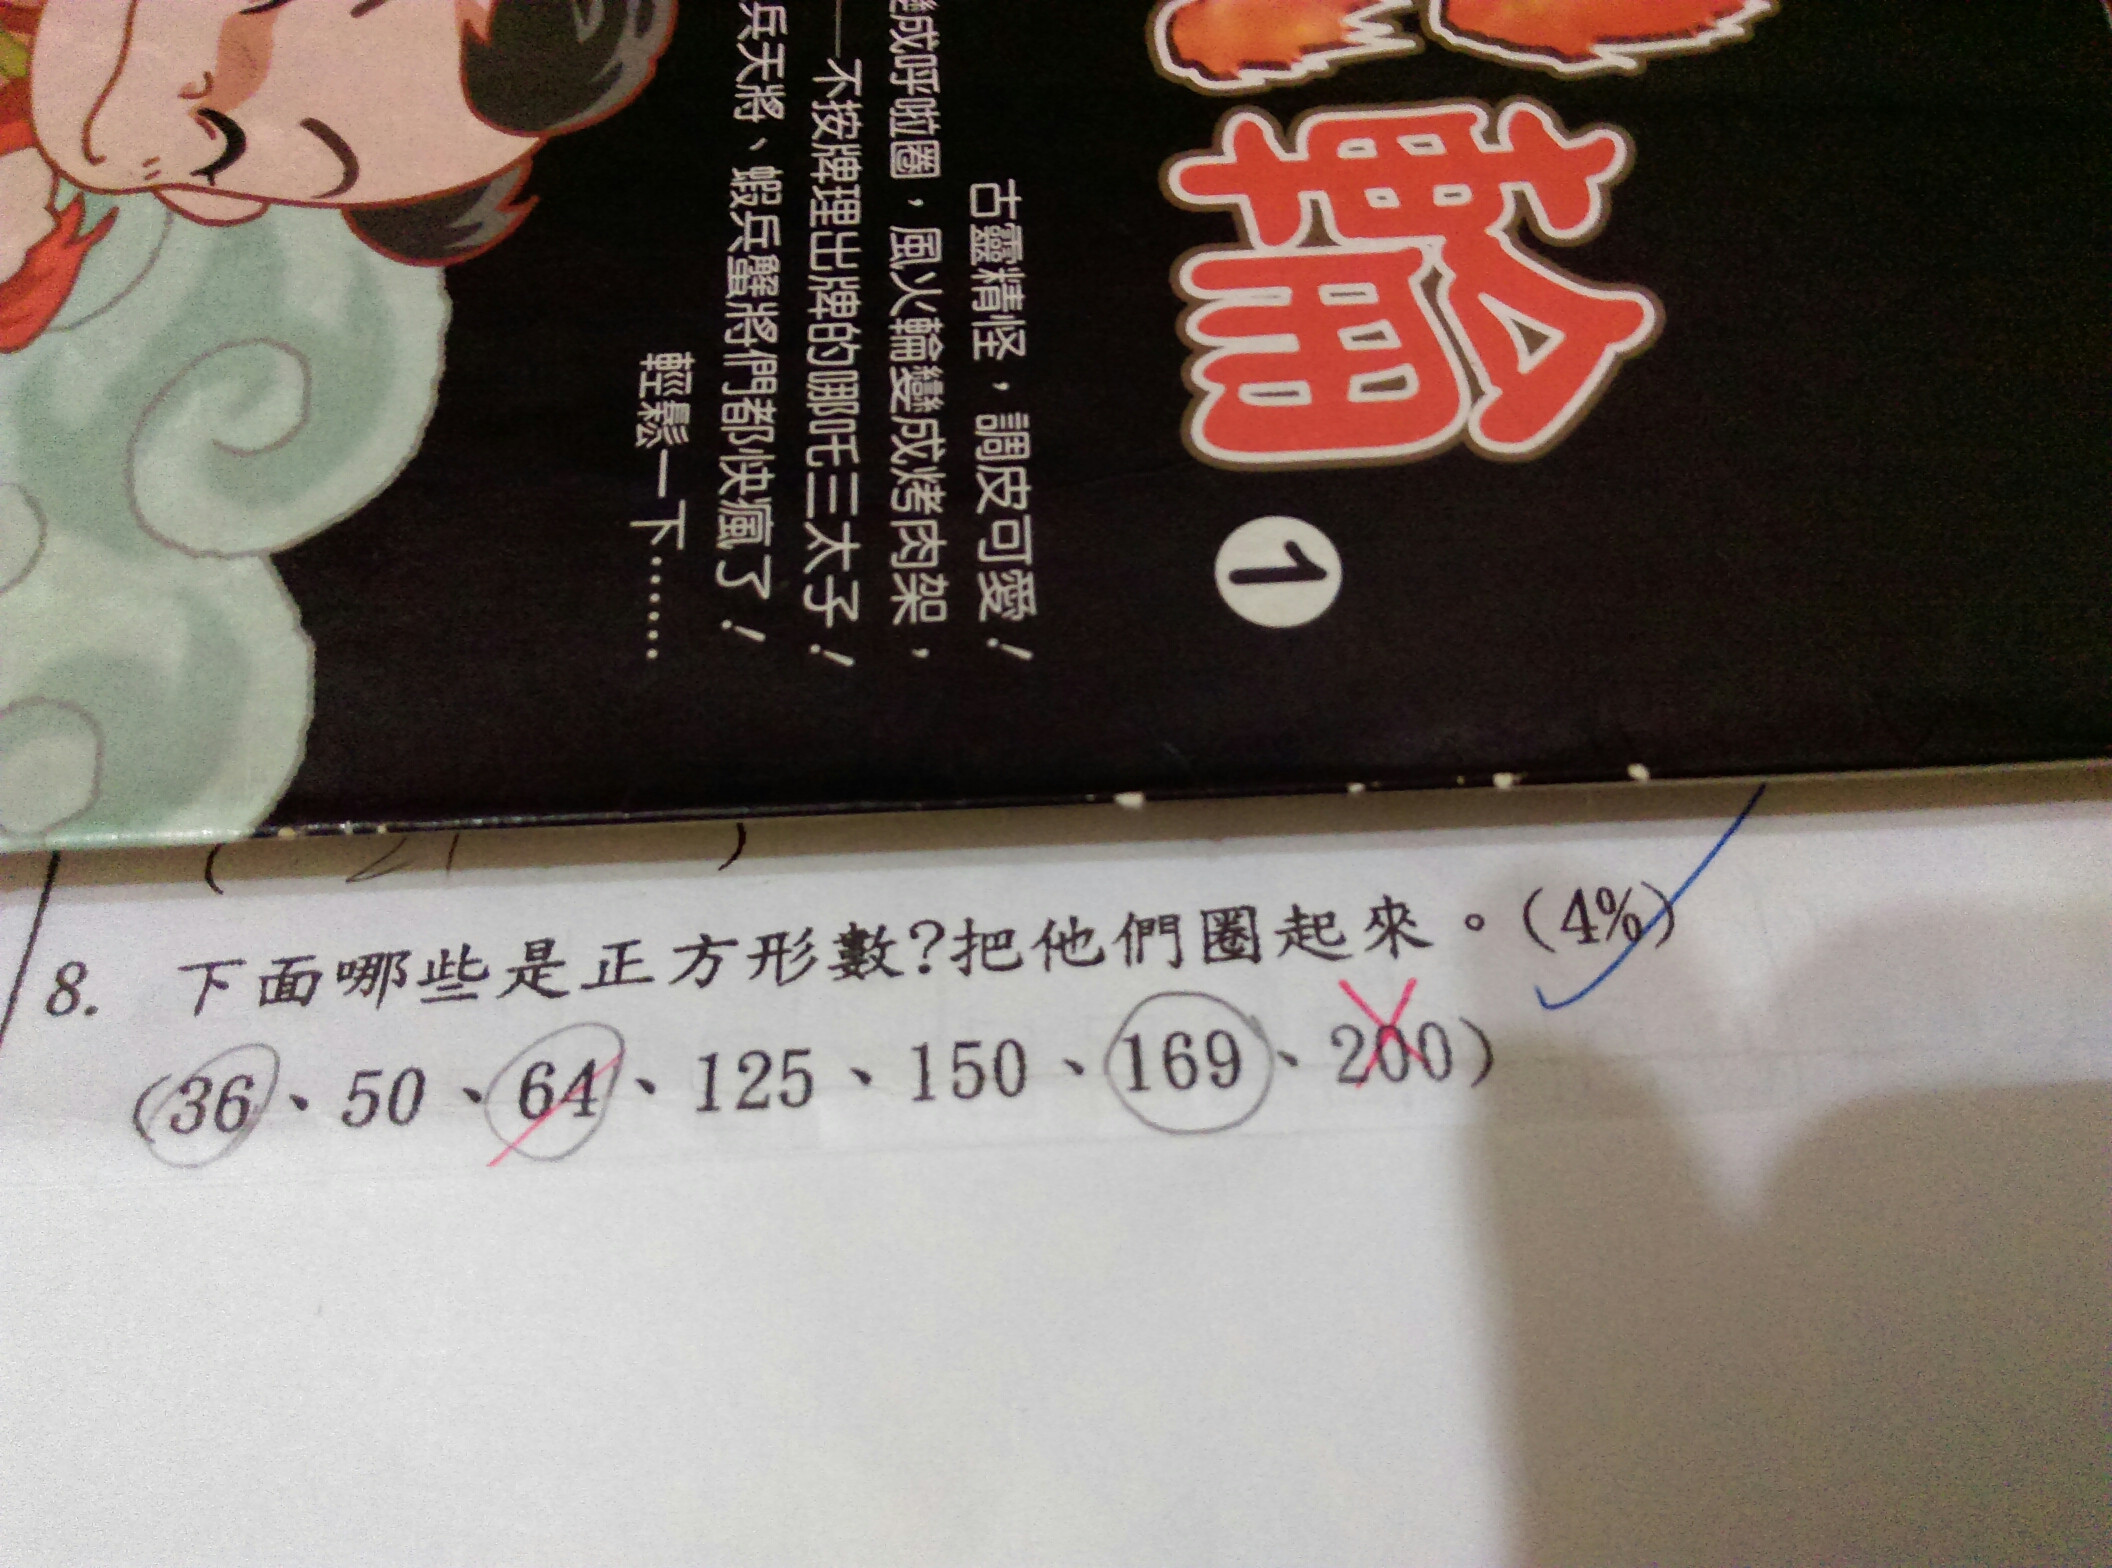 輪
1
古靈精怪，調皮可愛！
變成呼啦圈，風火輪變成烤肉架，
——不按牌理出牌的哪吒三太子！
兵天將、蝦兵蟹將們都快瘋了！
輕鬆一下……
( 21 )
8. 下面哪些是正方形數?把他們圈起來。(4%)
(36、50、64、125、150、169、200)